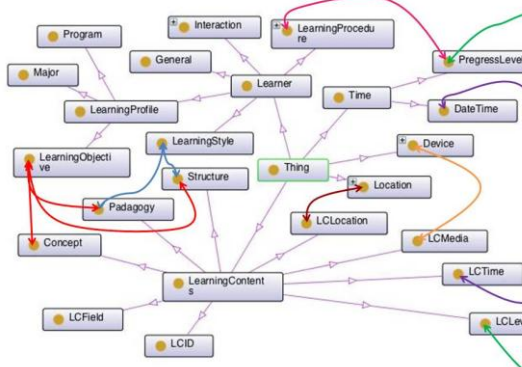 Interaction
LearningProcedu
re
Program
General
PregressLevel
Major
Learner
Time
LearningProfile
DateTime
LearningStyle
Device
LearningObjecti
ve
Structure
Thing
Location
Padagogy
LCLocation
Concept
LCMedia
LearningContent
s
LCTime
LCField
LCLev
LCID